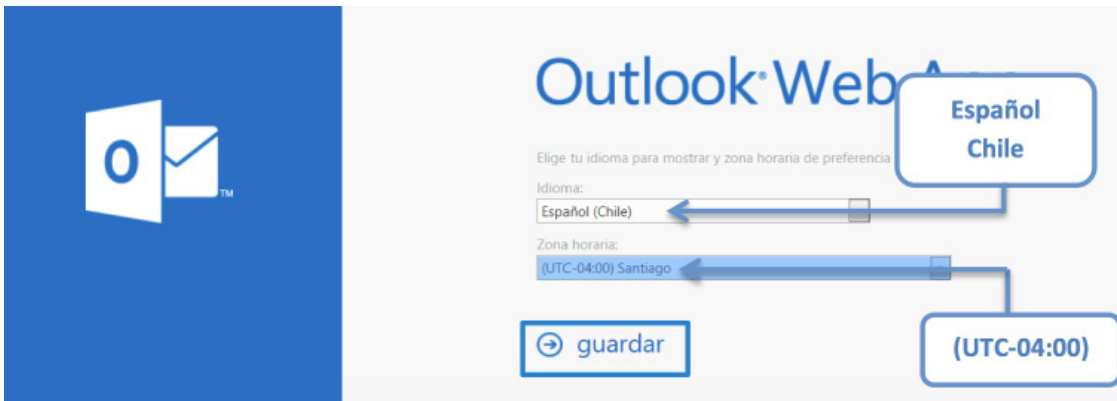 Outlook Web
Español
Chile
Elige tu idioma para mostrar y zona horaria de preferencia
Idioma:
Español (Chile)
Zona horaria:
(UTC-04:00) Santiago
guardar
(UTC-04:00)
O
TM